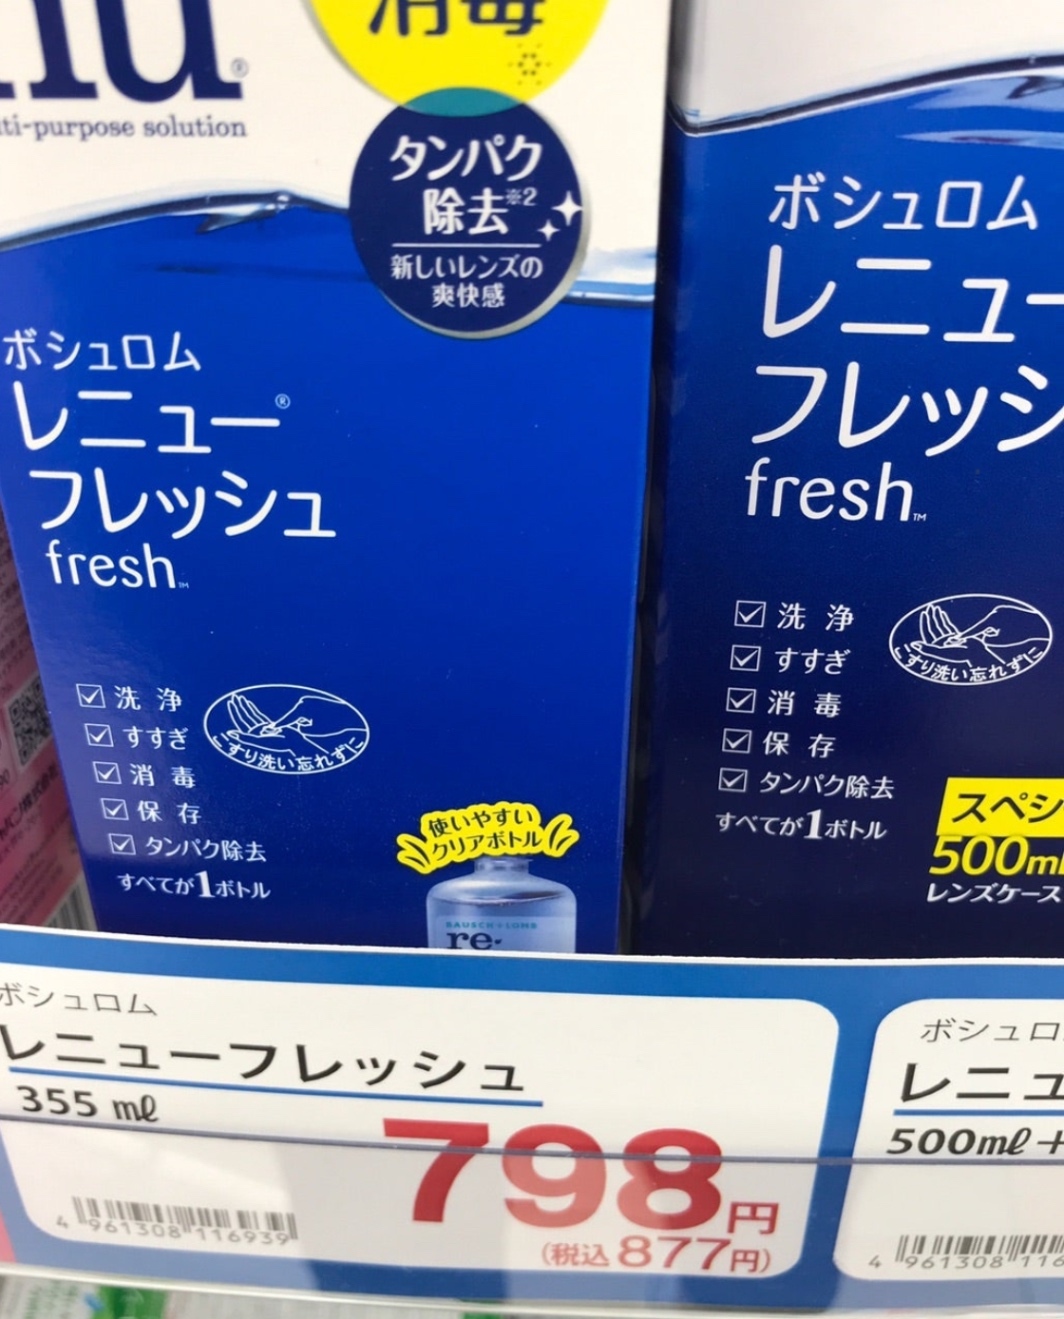 消毒
ti-purpose solution
タンパク
除去※2
新しいレンズの
爽快感
ボシュロム
レニュー®
フレッシュ
fresh™
洗浄
すすぎ
消毒
保存
タンパク除去
すべてが1ボトル
こすり洗い忘れずに
使いやすい
クリアボトル
BAUSCH+LOMB
re-
ボシュロム
レニュー
フレッシ
fresh™
洗浄
すすぎ
消毒
保存
タンパク除去
すべてが1ボトル
こすり洗い忘れずに
スペシ
500ml
レンズケース
ボシュロム
レニューフレッシュ
355ml
798円
(税込877円)
4 961308 116939
ボシュロ
レニュ
500ml+
4 961308 116